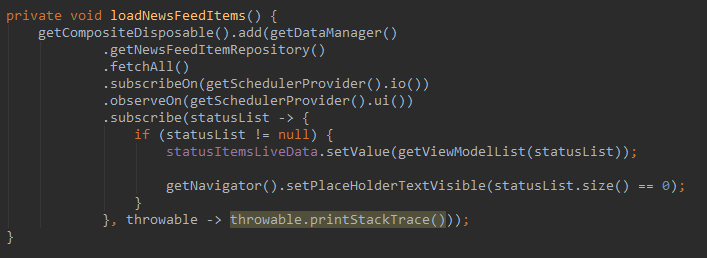 private void loadNewsFeedItems() {
    getCompositeDisposable().add(getDataManager()
            .getNewsFeedItemRepository()
            .fetchAll()
            .subscribeOn(getSchedulerProvider().io())
            .observeOn(getSchedulerProvider().ui())
            .subscribe(statusList -> {
                if (statusList != null) {
                    statusItemsLiveData.setValue(getViewModelList(statusList));
                    getNavigator().setPlaceHolderTextVisible(statusList.size() == 0);
                }
            }, throwable -> throwable.printStackTrace()));
}